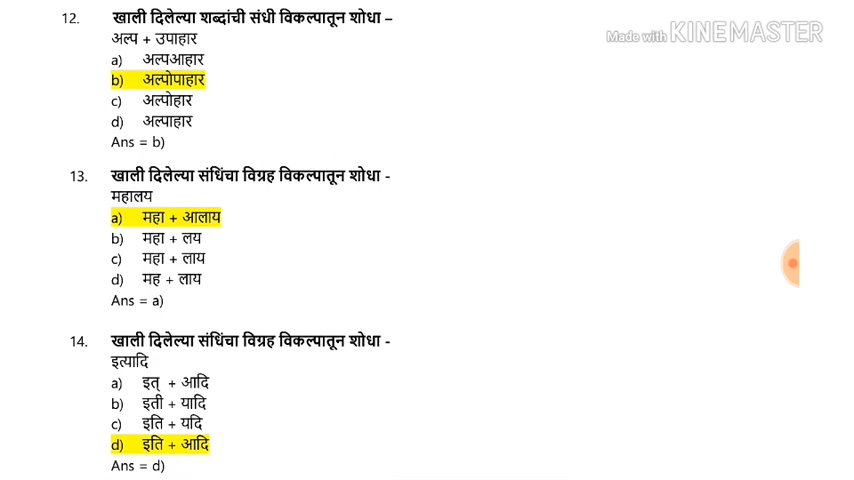 12. खाली दिलेल्या शब्दांची संधी विकल्पातून शोधा –
Made with KINEMASTER
अल्प + उपाहार
a) अल्पआहार
b) अल्पोपाहार
c) अल्पोहार
d) अल्पाहार
Ans = b)
13. खाली दिलेल्या संधिंचा विग्रह विकल्पातून शोधा -
महालय
a) महा + आलाय
b) महा + लय
c) महा + लाय
d) मह + लाय
Ans = a)
14. खाली दिलेल्या संधिंचा विग्रह विकल्पातून शोधा -
इत्यादि
a) इत् + आदि
b) इती + यादि
c) इति + यदि
d) इति + आदि
Ans = d)